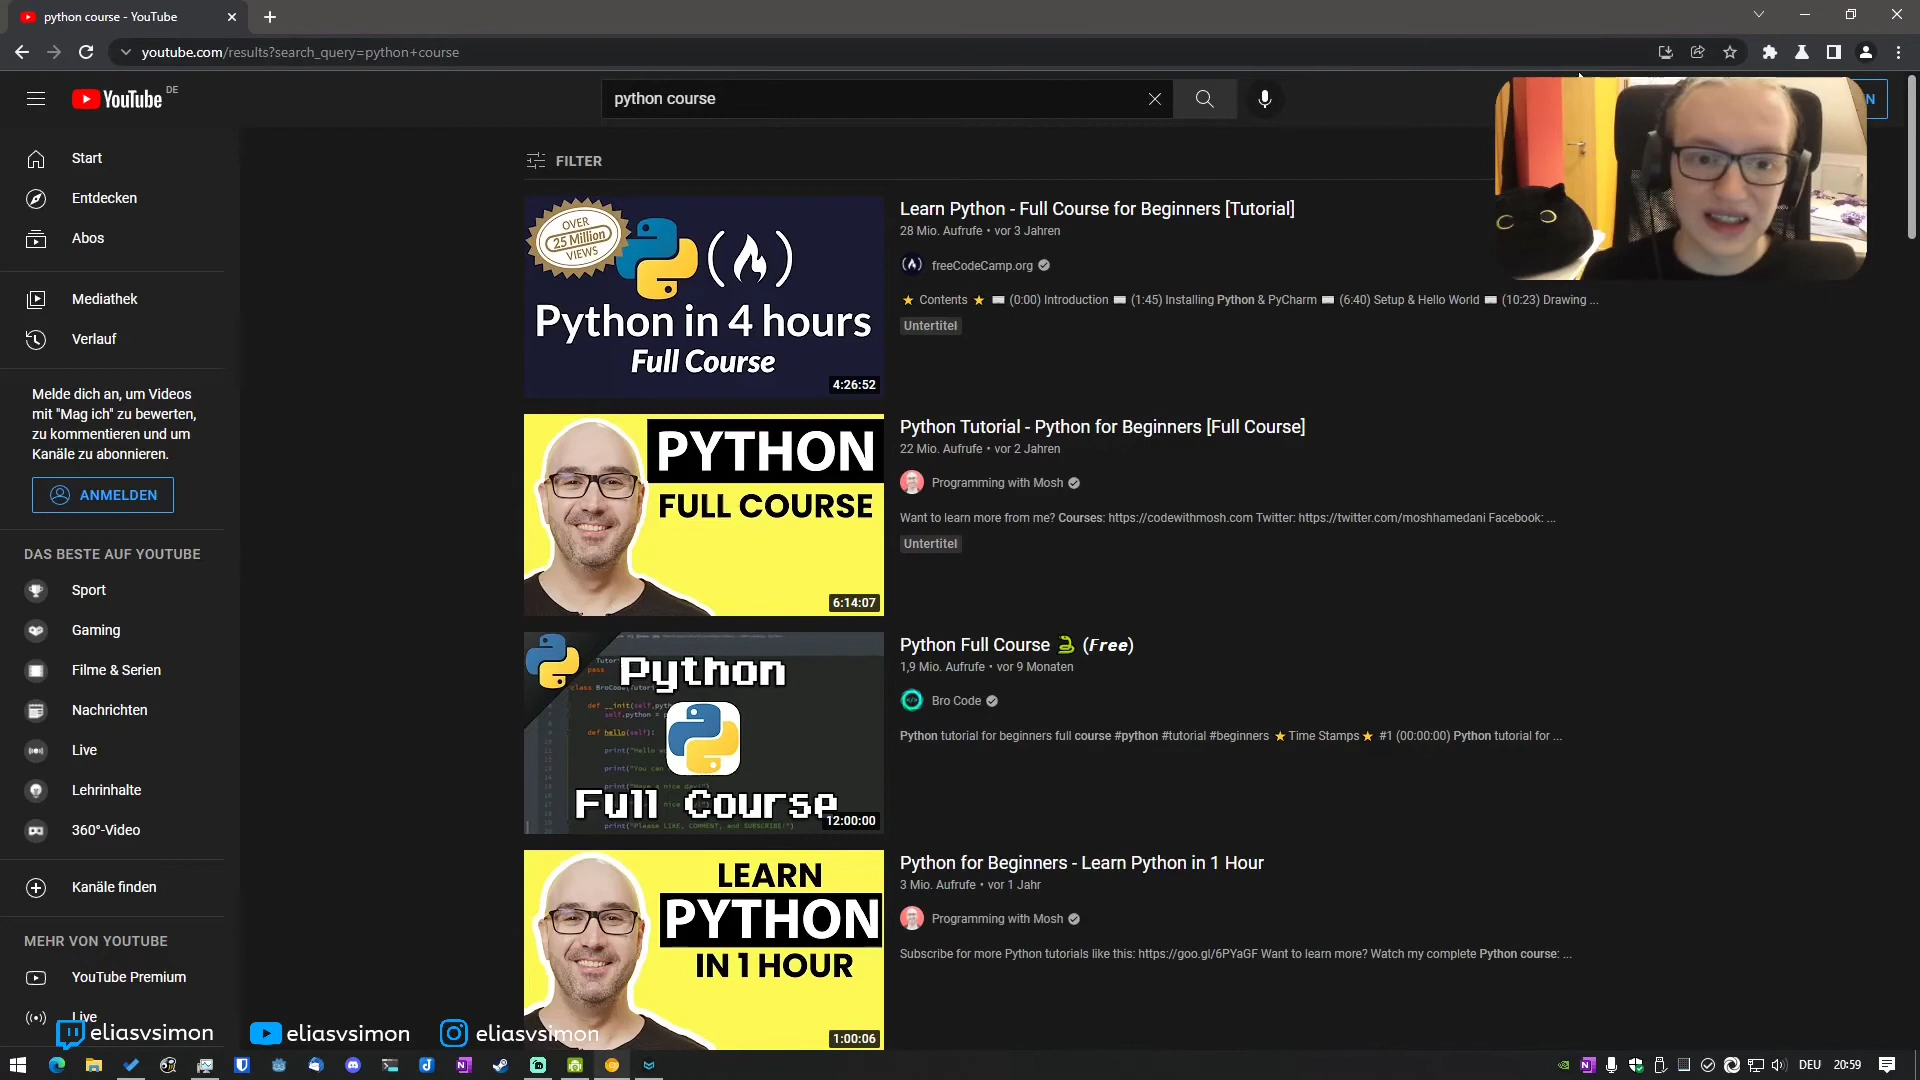 python course - YouTube
youtube.com/results?search_query=python+course
YouTube DE
python course
N
Start
Entdecken
Abos
Mediathek
Verlauf
Melde dich an, um Videos
mit "Mag ich" zu bewerten,
zu kommentieren und um
Kanäle zu abonnieren.
ANMELDEN
DAS BESTE AUF YOUTUBE
Sport
Gaming
Filme & Serien
Nachrichten
Live
Lehrinhalte
360°-Video
Kanäle finden
MEHR VON YOUTUBE
YouTube Premium
Live
FILTER
OVER
25 Million
VIEWS
Python in 4 hours
Full Course
4:26:52
Learn Python - Full Course for Beginners [Tutorial]
28 Mio. Aufrufe • vor 3 Jahren
freeCodeCamp.org
⭐ Contents ⭐ (0:00) Introduction (1:45) Installing Python & PyCharm (6:40) Setup & Hello World (10:23) Drawing ...
Untertitel
PYTHON
FULL COURSE
6:14:07
Python Tutorial - Python for Beginners [Full Course]
22 Mio. Aufrufe • vor 2 Jahren
Programming with Mosh
Want to learn more from me? Courses: https://codewithmosh.com Twitter: https://twitter.com/moshhamedani Facebook: ...
Untertitel
Python
Full Course
12:00:00
Python Full Course 🐍 (Free)
1,9 Mio. Aufrufe • vor 9 Monaten
Bro Code
Python tutorial for beginners full course #python #tutorial #beginners ⭐Time Stamps⭐ #1 (00:00:00) Python tutorial for ...
LEARN
PYTHON
IN 1 HOUR
1:00:06
Python for Beginners - Learn Python in 1 Hour
3 Mio. Aufrufe • vor 1 Jahr
Programming with Mosh
Subscribe for more Python tutorials like this: https://goo.gl/6PYaGF Want to learn more? Watch my complete Python course: ...
eliasvsimon eliasvsimon eliasvsimon
DEU 20:59